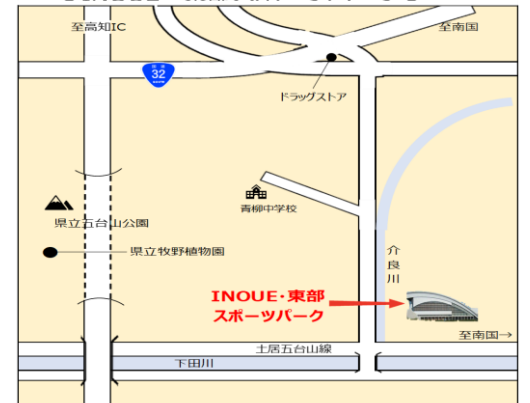 至高知IC
至南国
国道
32
ドラッグストア
青柳中学校
県立五台山公園
県立牧野植物園
介良川
INOUE・東部
スポーツパーク
至南国→
土居五台山線
下田川